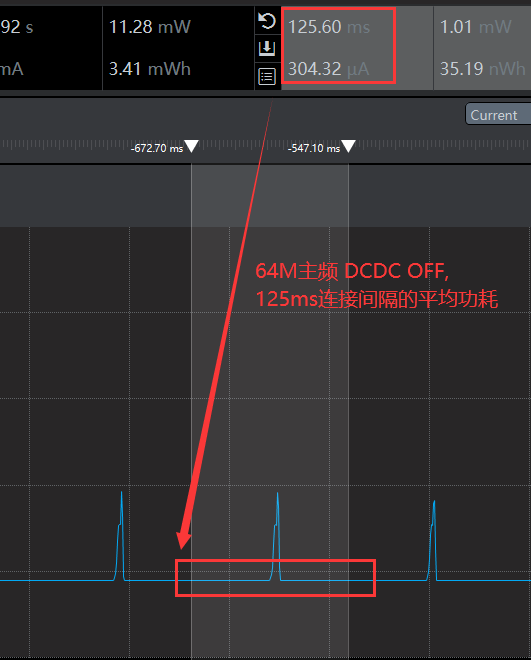 92 s
11.28 mW
125.60 ms
1.01 mW
mA
3.41 mWh
304.32 µA
35.19 nWh
Current
-672.70 ms
-547.10 ms
64M主频 DCDC OFF,
125ms连接间隔的平均功耗